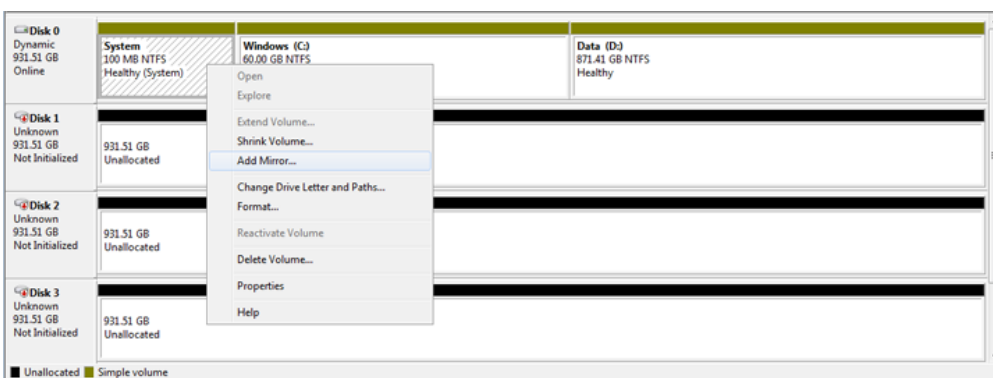 Disk 0
Dynamic
931.51 GB
Online
System
100 MB NTFS
Healthy (System)
Windows (C:)
60.00 GB NTFS
Data (D:)
871.41 GB NTFS
Healthy
Open
Explore
Extend Volume...
Shrink Volume...
Add Mirror...
Change Drive Letter and Paths...
Format...
Reactivate Volume
Delete Volume...
Properties
Help
Disk 1
Unknown
931.51 GB
Not Initialized
931.51 GB
Unallocated
Disk 2
Unknown
931.51 GB
Not Initialized
931.51 GB
Unallocated
Disk 3
Unknown
931.51 GB
Not Initialized
931.51 GB
Unallocated
Unallocated Simple volume